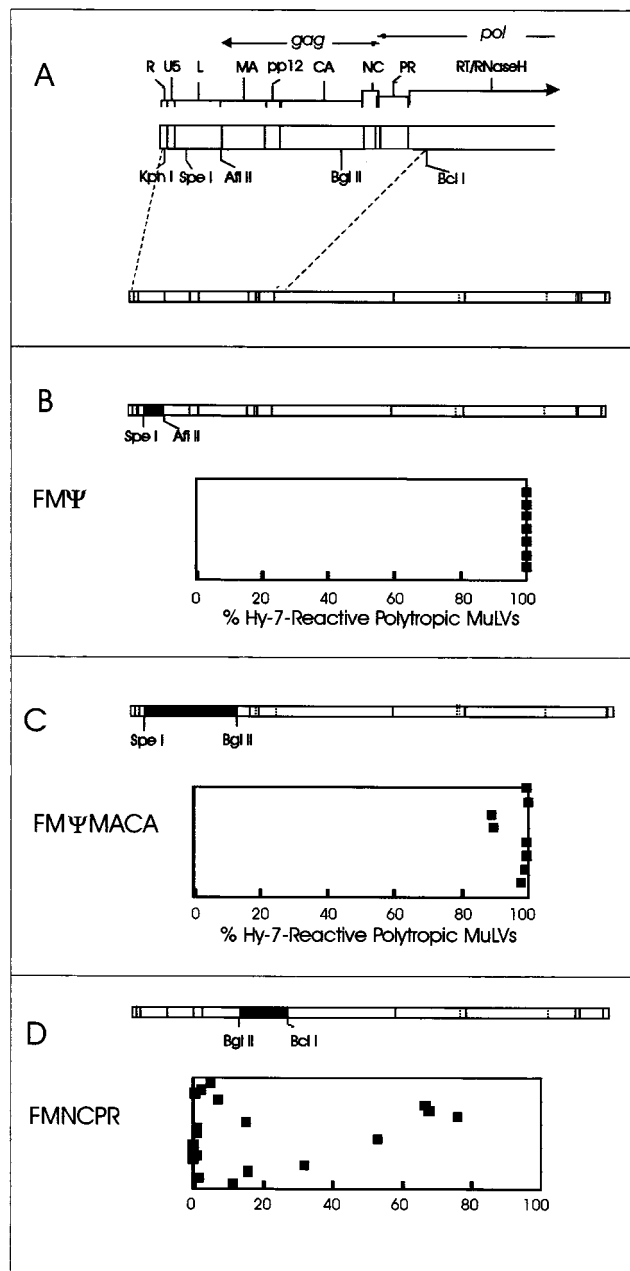 gag pol
A
R U5 L MA pp12 CA NC PR RT/RNaseH
Kpn I Spe I Afl II Bgl II Bcl I
B
Spe I Afl II
FMΨ
0 20 40 60 80 100
% Hy-7-Reactive Polytropic MuLVs
C
Spe I Bgl II
FMΨMACA
0 20 40 60 80 100
% Hy-7-Reactive Polytropic MuLVs
D
Bgl II Bcl I
FMNCPR
0 20 40 60 80 100